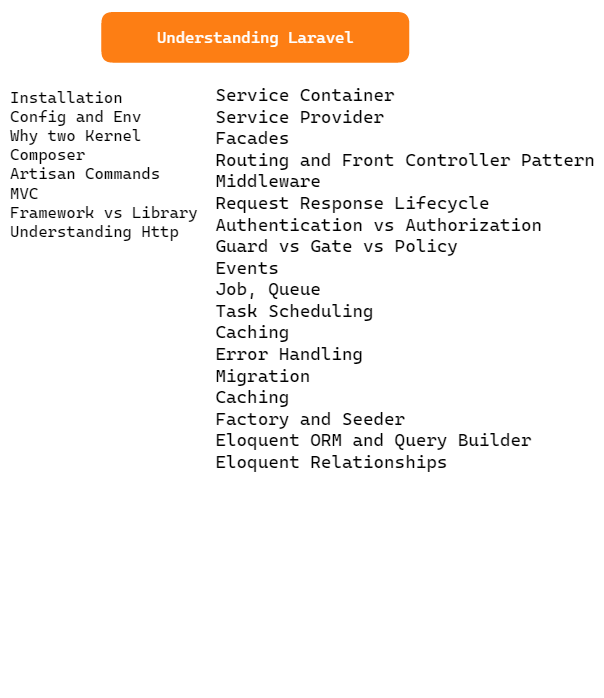 Understanding Laravel
Installation
Config and Env
Why two Kernel
Composer
Artisan Commands
MVC
Framework vs Library
Understanding Http
Service Container
Service Provider
Facades
Routing and Front Controller Pattern
Middleware
Request Response Lifecycle
Authentication vs Authorization
Guard vs Gate vs Policy
Events
Job, Queue
Task Scheduling
Caching
Error Handling
Migration
Caching
Factory and Seeder
Eloquent ORM and Query Builder
Eloquent Relationships